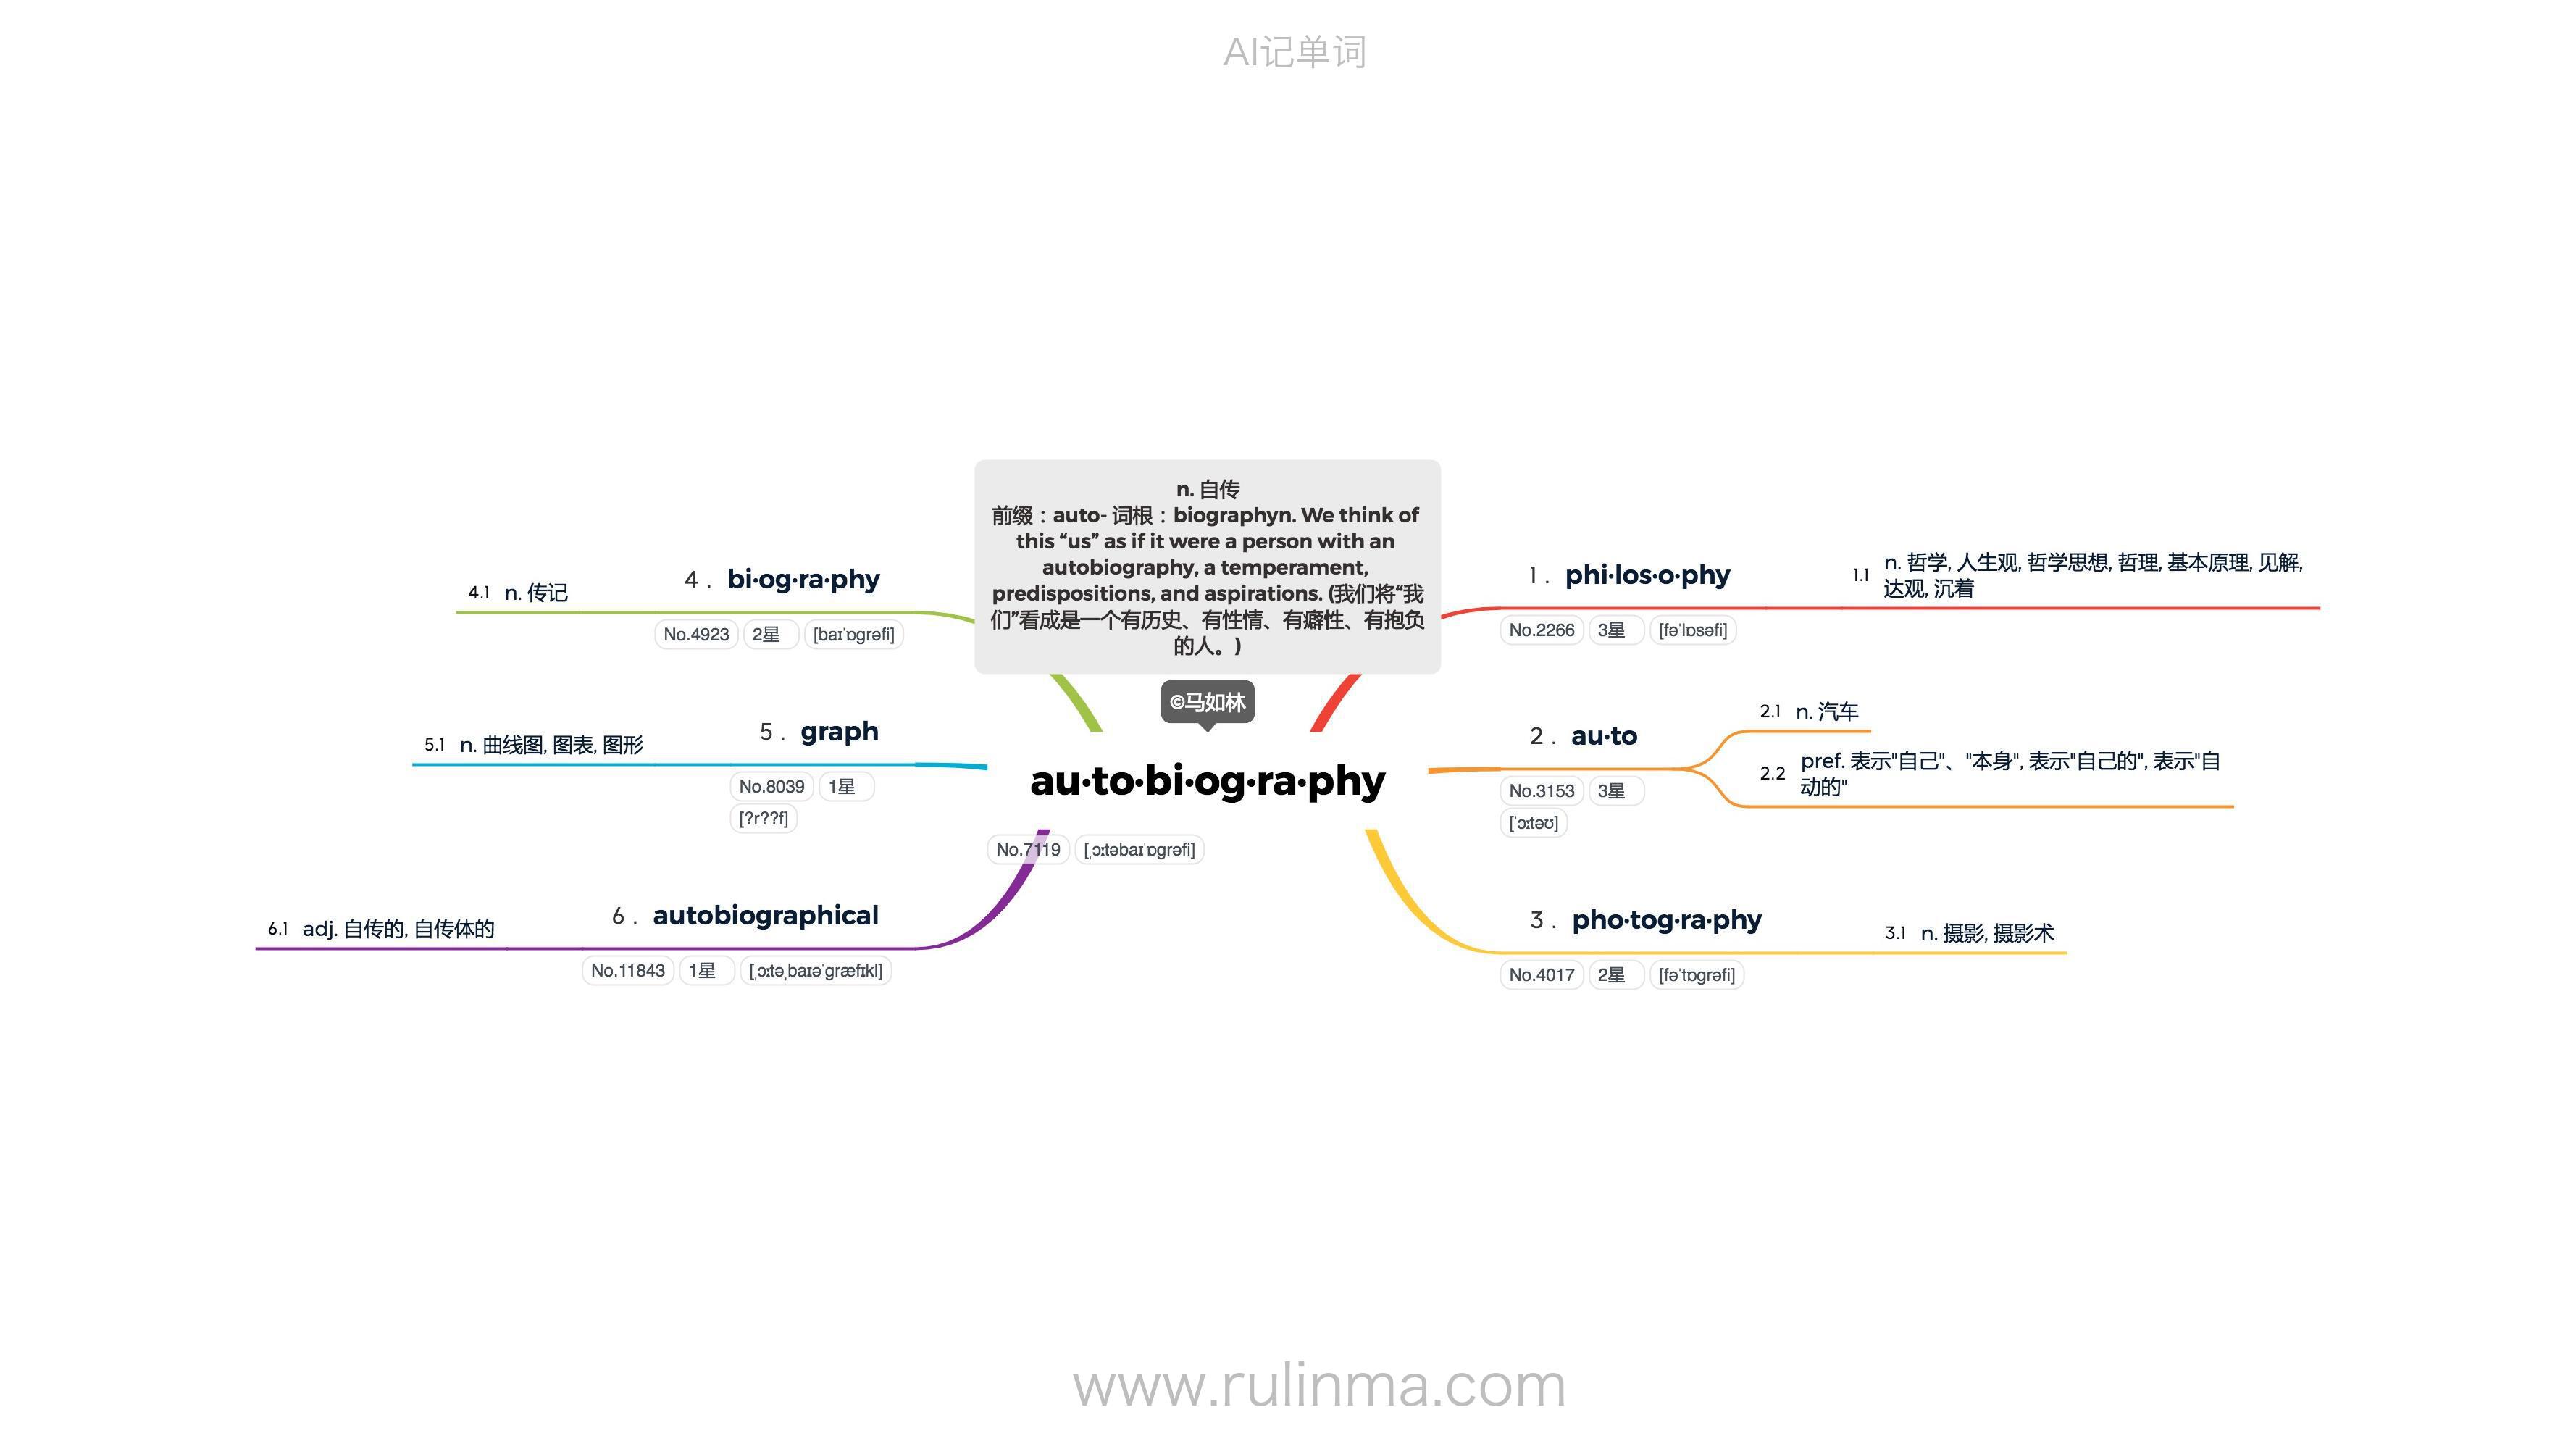 AI记单词
n. 自传
前缀：auto- 词根：biographyn. We think of
this “us” as if it were a person with an
autobiography, a temperament,
predispositions, and aspirations. (我们将“我
们”看成是一个有历史、有性情、有癖性、有抱负
的人。)
©马如林
au·to·bi·og·ra·phy
No.7119 [ˌɔːtəbaɪˈɒɡrəfi]
1 . phi·los·o·phy
No.2266 3星 [fəˈlɒsəfi]
1.1 n. 哲学, 人生观, 哲学思想, 哲理, 基本原理, 见解,
达观, 沉着
2 . au·to
No.3153 3星
[ˈɔːtəʊ]
2.1 n. 汽车
2.2 pref. 表示"自己"、"本身", 表示"自己的", 表示"自
动的"
3 . pho·tog·ra·phy
No.4017 2星 [fəˈtɒɡrəfi]
3.1 n. 摄影, 摄影术
4 . bi·og·ra·phy
No.4923 2星 [baɪˈɒɡrəfi]
4.1 n. 传记
5 . graph
No.8039 1星
[?r??f]
5.1 n. 曲线图, 图表, 图形
6 . autobiographical
No.11843 1星 [ˌɔːtəˌbaɪəˈɡræfɪkl]
6.1 adj. 自传的, 自传体的
www.rulinma.com